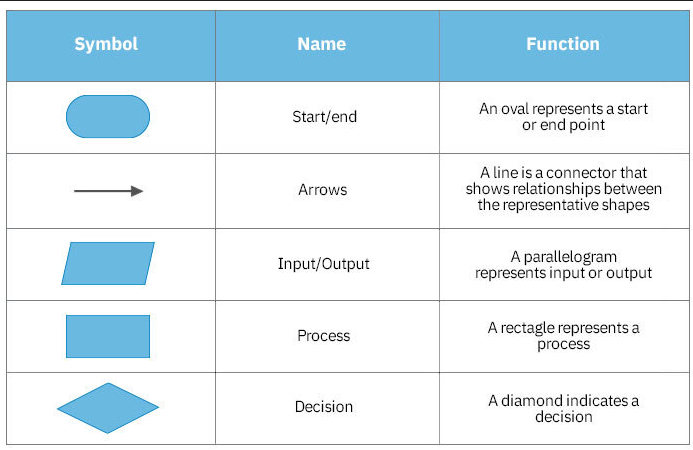 Symbol
Name
Function
Start/end
An oval represents a start
or end point
Arrows
A line is a connector that
shows relationships between
the representative shapes
Input/Output
A parallelogram
represents input or output
Process
A rectagle represents a
process
Decision
A diamond indicates a
decision